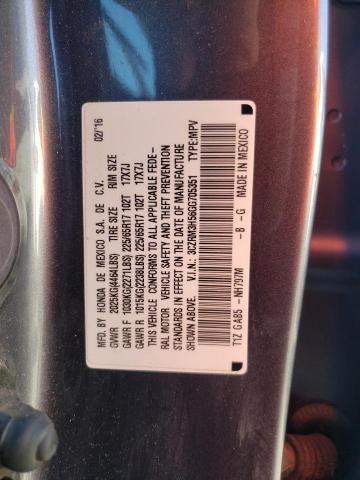 MFD BY HONDA DE MEXICO S.A. DE C.V. 02/'16
GVWR 2025KG(4464LBS) TIRE SIZE RIM SIZE
GAWR F 1030KG(2271LBS) 225/65R17 102T 17X7J
GAWR R 1015KG(2238LBS) 225/65R17 102T 17X7J
THIS VEHICLE CONFORMS TO ALL APPLICABLE FEDE-
RAL MOTOR VEHICLE SAFETY AND THEFT PREVENTION
STANDARDS IN EFFECT ON THE DATE OF MANUFACTURE
SHOWN ABOVE.
V.I.N.: 3CZRM3H56GG705351 TYPE:MPV
T1Z GAB5 -NH797M -B -G MADE IN MEXICO